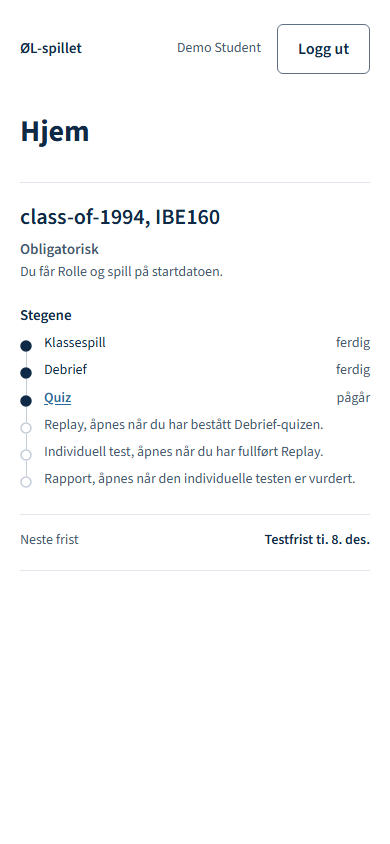 ØL-spillet
Demo Student
Logg ut
Hjem
class-of-1994, IBE160
Obligatorisk
Du får Rolle og spill på startdatoen.
Stegene
Klassespill ferdig
Debrief ferdig
Quiz pågår
Replay, åpnes når du har bestått Debrief-quizen.
Individuell test, åpnes når du har fullført Replay.
Rapport, åpnes når den individuelle testen er vurdert.
Neste frist Testfrist ti. 8. des.